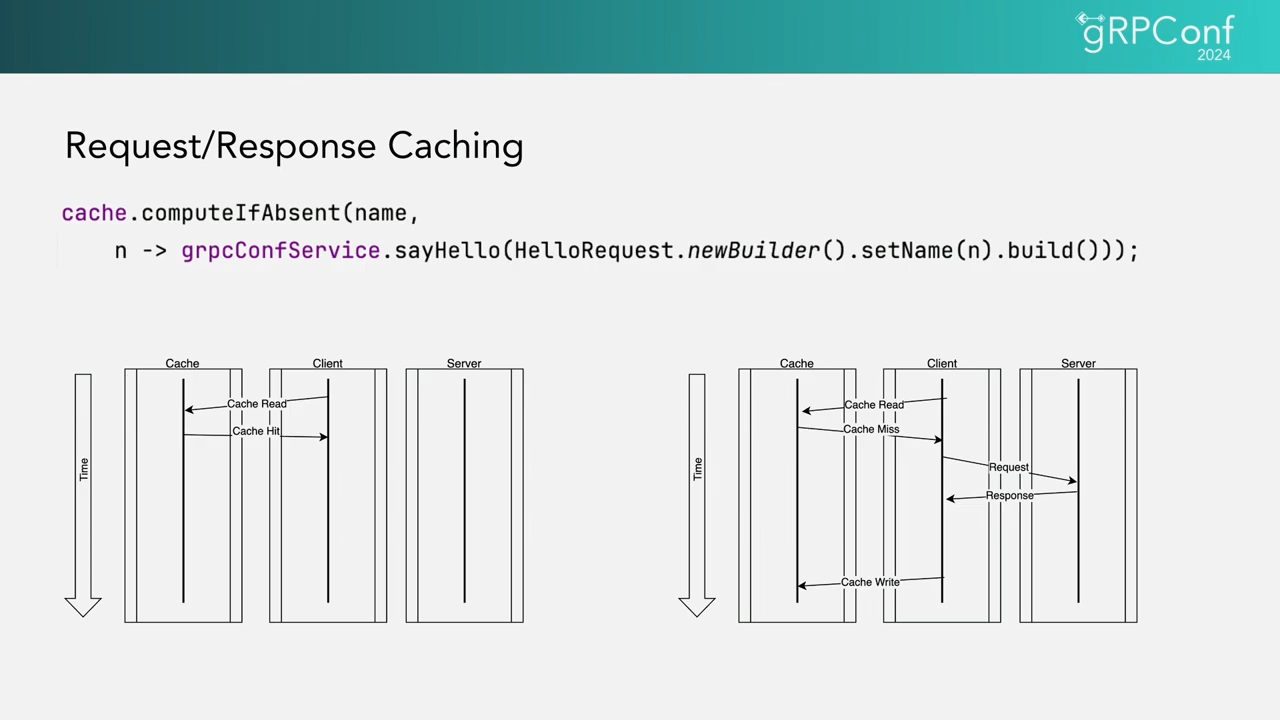 gRPConf
2024
Request/Response Caching
cache.computeIfAbsent(name,
n -> grpcConfService.sayHello(HelloRequest.newBuilder().setName(n).build()));
Cache
Client
Server
Time
Cache Read
Cache Hit
Cache
Client
Server
Time
Cache Read
Cache Miss
Request
Response
Cache Write